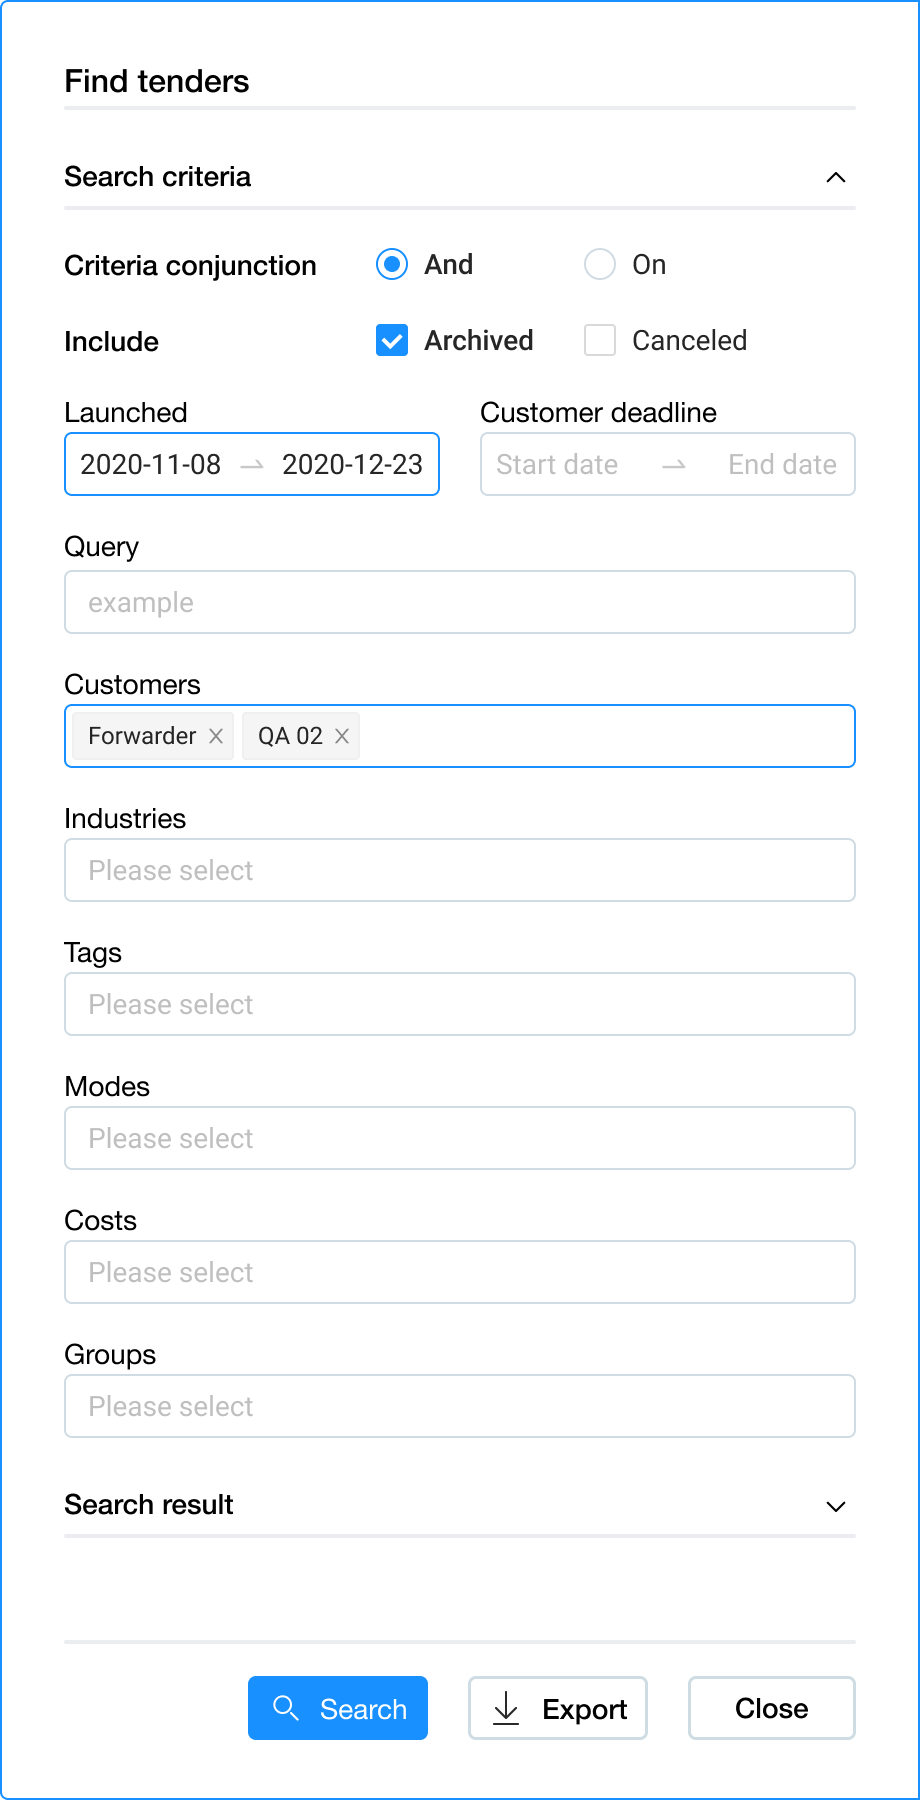 Find tenders
Search criteria
Criteria conjunction And On
Include Archived Canceled
Launched Customer deadline
2020-11-08 2020-12-23 Start date End date
Query
example
Customers
Forwarder QA 02
Industries
Please select
Tags
Please select
Modes
Please select
Costs
Please select
Groups
Please select
Search result
Search Export Close